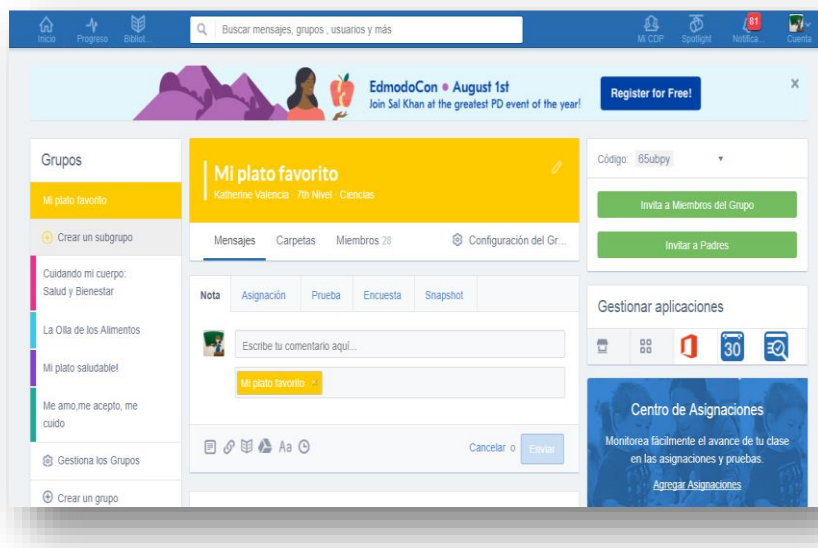 Inicio
Progreso
Bibliot...
Buscar mensajes, grupos , usuarios y más
Mi CDP
Spotlight
81
Notifica...
Cuenta
EdmodoCon • August 1st
Join Sal Khan at the greatest PD event of the year!
Register for Free!
x
Grupos
Mi plato favorito
Crear un subgrupo
Cuidando mi cuerpo:
Salud y Bienestar
La Olla de los Alimentos
Mi plato saludable!
Me amo,me acepto, me
cuido
Gestiona los Grupos
Crear un grupo
Mi plato favorito
Katherine Valencia · 7th Nivel · Ciencias
Mensajes Carpetas Miembros 28 Configuración del Gr...
Nota Asignación Prueba Encuesta Snapshot
Escribe tu comentario aquí...
Mi plato favorito
Aa
Cancelar o Enviar
Código: 65ubpy
Invita a Miembros del Grupo
Invitar a Padres
Gestionar aplicaciones
30
Centro de Asignaciones
Monitorea fácilmente el avance de tu clase
en las asignaciones y pruebas.
Agregar Asignaciones